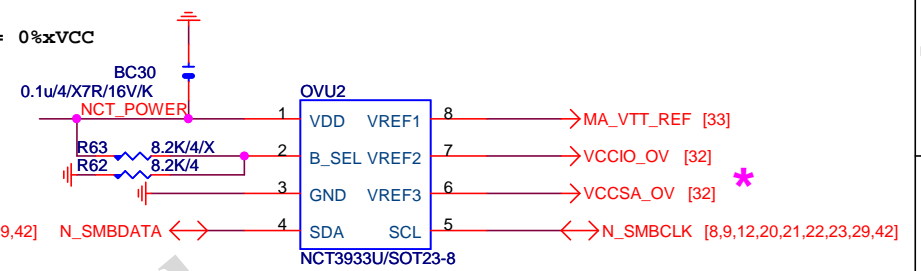 = 0%xVCC
BC30
0.1u/4/X7R/16V/K
OVU2
NCT_POWER
1 VDD VREF1 8 MA_VTT_REF [33]
R63 8.2K/4/X
2 B_SEL VREF2 7 VCCIO_OV [32]
R62 8.2K/4
3 GND VREF3 6 VCCSA_OV [32] *
9,42] N_SMBDATA 4 SDA SCL 5 N_SMBCLK [8,9,12,20,21,22,23,29,42]
NCT3933U/SOT23-8